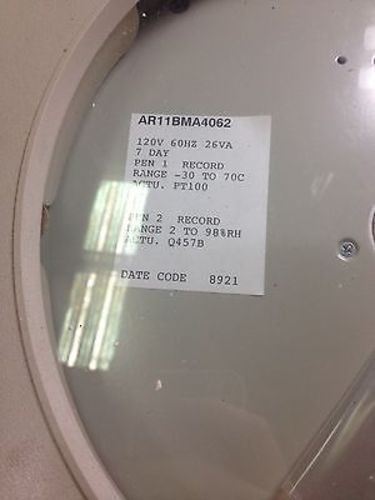 AR11BMA4062
120V 60HZ 26VA
7 DAY
PEN 1 RECORD
RANGE -30 TO 70C
ACTU. PT100
PEN 2 RECORD
RANGE 2 TO 98%RH
ACTU. Q457B
DATE CODE 8921